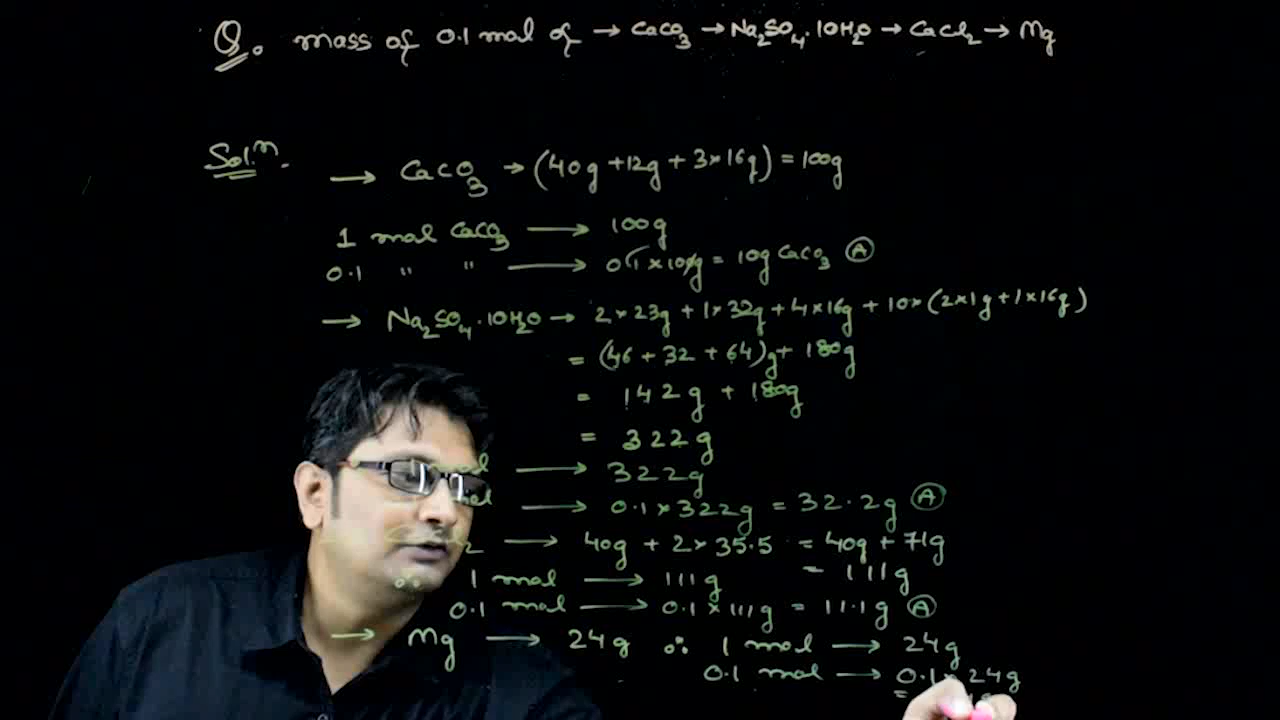 Q. mass of 0.1 mol of → CaCO3 → Na2SO4.10H2O → CaCl2 → Mg
Sol.n
→ CaCO3 → (40g + 12g + 3×16g) = 100g
1 mol CaCO3 → 100g
0.1 " " → 0.1×100g = 10g CaCO3 A
→ Na2SO4.10H2O → 2×23g + 1×32g + 4×16g + 10×(2×1g + 1×16g)
= (46 + 32 + 64)g + 180g
= 142g + 180g
= 322g
→ 322g
→ 0.1×322g = 32.2g A
2 → 40g + 2×35.5 = 40g + 71g
= 111g
∴ 1 mol → 111g
0.1 mol → 0.1×111g = 11.1g A
→ Mg → 24g ∴ 1 mol → 24g
0.1 mol → 0.1×24g
=